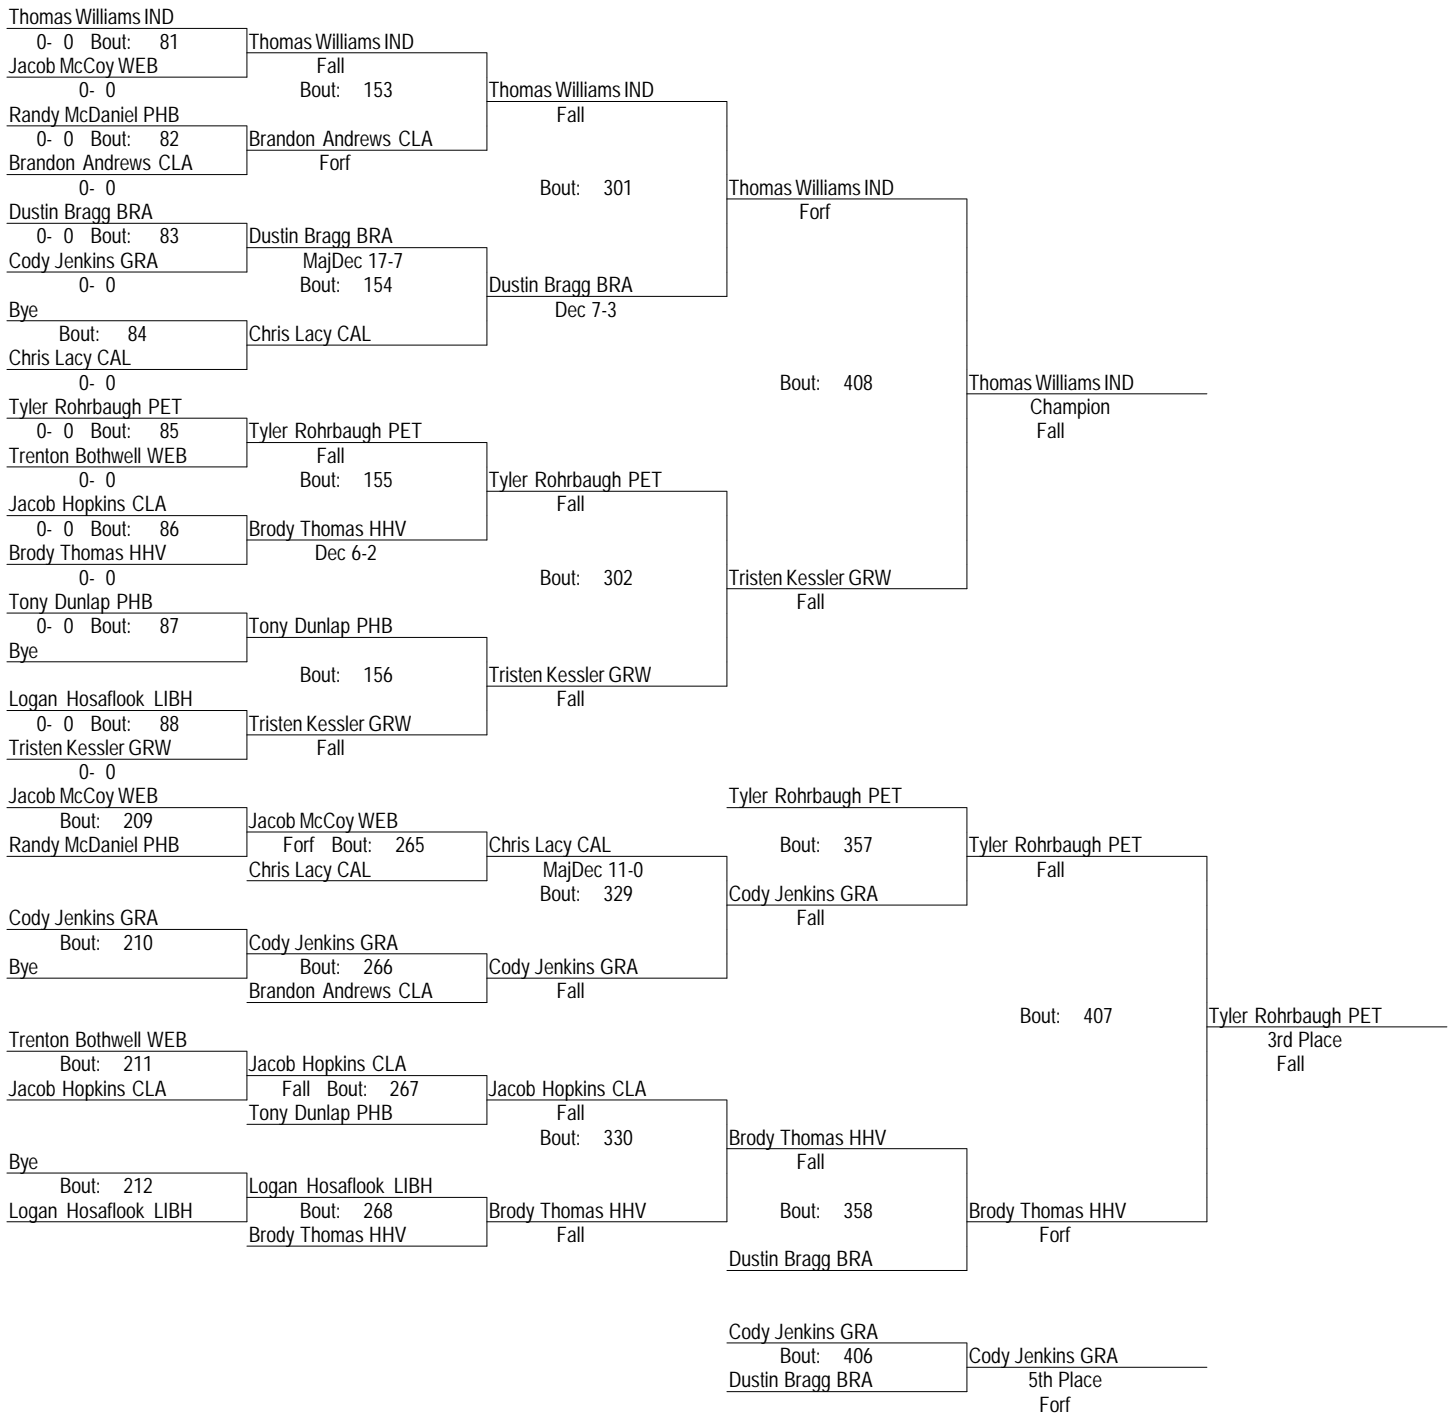 Thomas Williams IND
0- 0 Bout: 81
Thomas Williams IND
Jacob McCoy WEB
Fall
0- 0
Bout: 153
Thomas Williams IND
Randy McDaniel PHB
Fall
0- 0 Bout: 82
Brandon Andrews CLA
Brandon Andrews CLA
Forf
0- 0
Bout: 301
Thomas Williams IND
Dustin Bragg BRA
Forf
0- 0 Bout: 83
Dustin Bragg BRA
Cody Jenkins GRA
MajDec 17-7
0- 0
Bout: 154
Dustin Bragg BRA
Bye
Dec 7-3
Bout: 84
Chris Lacy CAL
Chris Lacy CAL
0- 0
Bout: 408
Thomas Williams IND
Tyler Rohrbaugh PET
Champion
0- 0 Bout: 85
Tyler Rohrbaugh PET
Fall
Trenton Bothwell WEB
Fall
0- 0
Bout: 155
Tyler Rohrbaugh PET
Jacob Hopkins CLA
Fall
0- 0 Bout: 86
Brody Thomas HHV
Brody Thomas HHV
Dec 6-2
0- 0
Bout: 302
Tristen Kessler GRW
Tony Dunlap PHB
Fall
0- 0 Bout: 87
Tony Dunlap PHB
Bye
Bout: 156
Tristen Kessler GRW
Logan Hosaflook LIBH
Fall
0- 0 Bout: 88
Tristen Kessler GRW
Tristen Kessler GRW
Fall
0- 0
Jacob McCoy WEB
Tyler Rohrbaugh PET
Bout: 209
Jacob McCoy WEB
Randy McDaniel PHB
Forf Bout: 265
Chris Lacy CAL
Bout: 357
Tyler Rohrbaugh PET
Chris Lacy CAL
MajDec 11-0
Fall
Bout: 329
Cody Jenkins GRA
Cody Jenkins GRA
Fall
Bout: 210
Cody Jenkins GRA
Bye
Bout: 266
Cody Jenkins GRA
Brandon Andrews CLA
Fall
Bout: 407
Tyler Rohrbaugh PET
Trenton Bothwell WEB
3rd Place
Bout: 211
Jacob Hopkins CLA
Fall
Jacob Hopkins CLA
Fall Bout: 267
Jacob Hopkins CLA
Tony Dunlap PHB
Fall
Bout: 330
Brody Thomas HHV
Bye
Fall
Bout: 212
Logan Hosaflook LIBH
Logan Hosaflook LIBH
Bout: 268
Brody Thomas HHV
Bout: 358
Brody Thomas HHV
Brody Thomas HHV
Fall
Forf
Dustin Bragg BRA
Cody Jenkins GRA
Bout: 406
Cody Jenkins GRA
Dustin Bragg BRA
5th Place
Forf